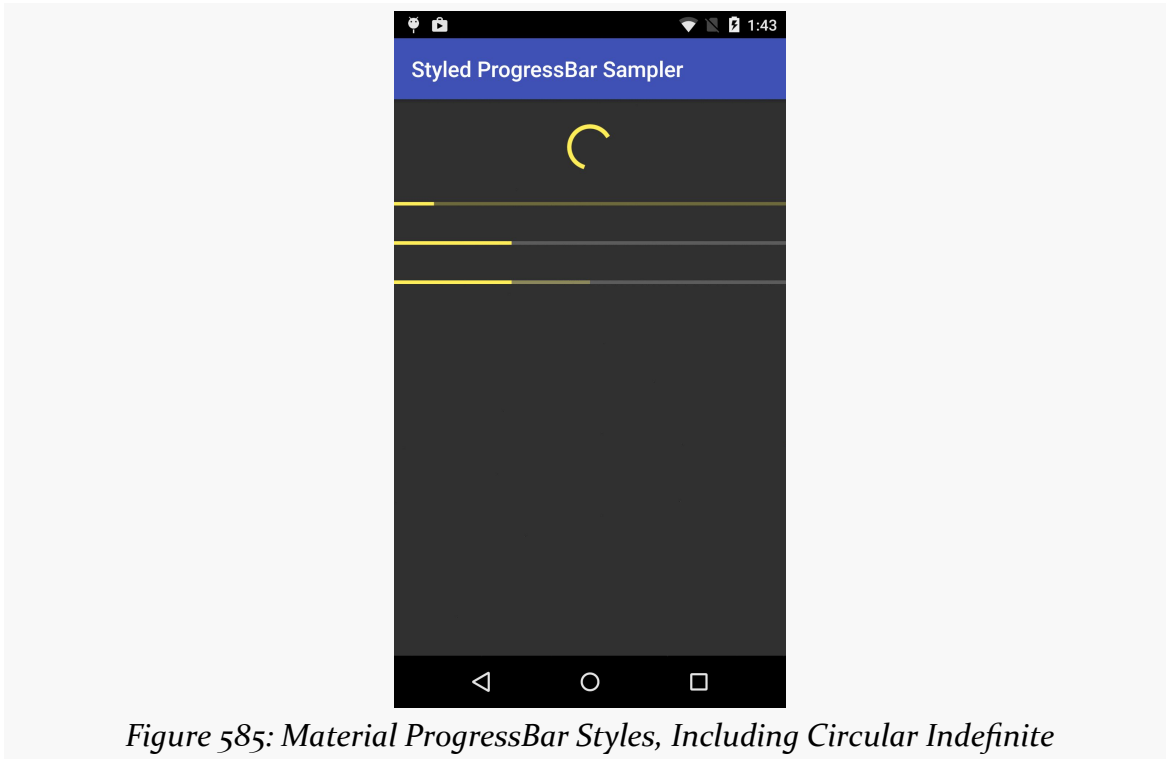 1:43
Styled ProgressBar Sampler
Figure 585: Material ProgressBar Styles, Including Circular Indefinite